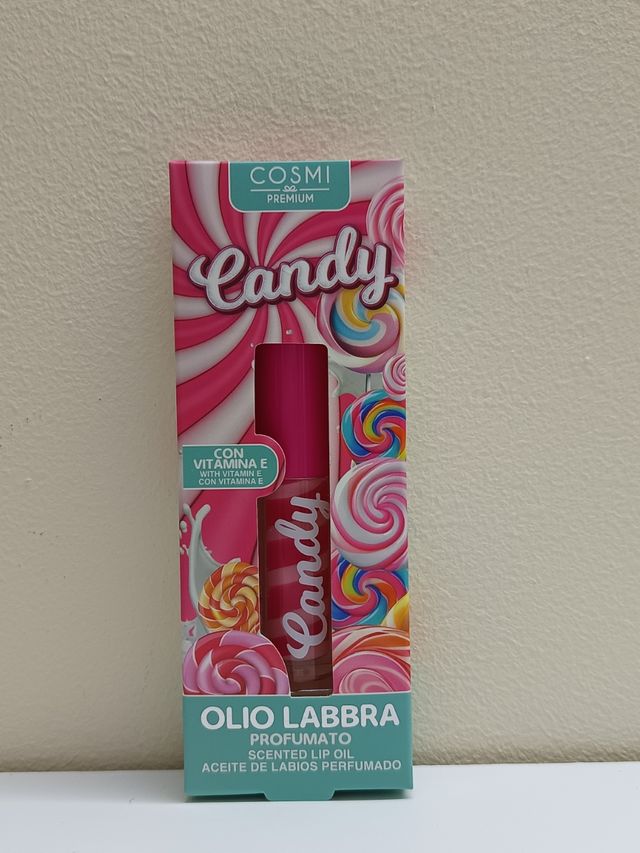 COSMI
PREMIUM
Candy
CON
VITAMINA E
WITH VITAMIN E
CON VITAMINA E
Candy
OLIO LABBRA
PROFUMATO
SCENTED LIP OIL
ACEITE DE LABIOS PERFUMADO